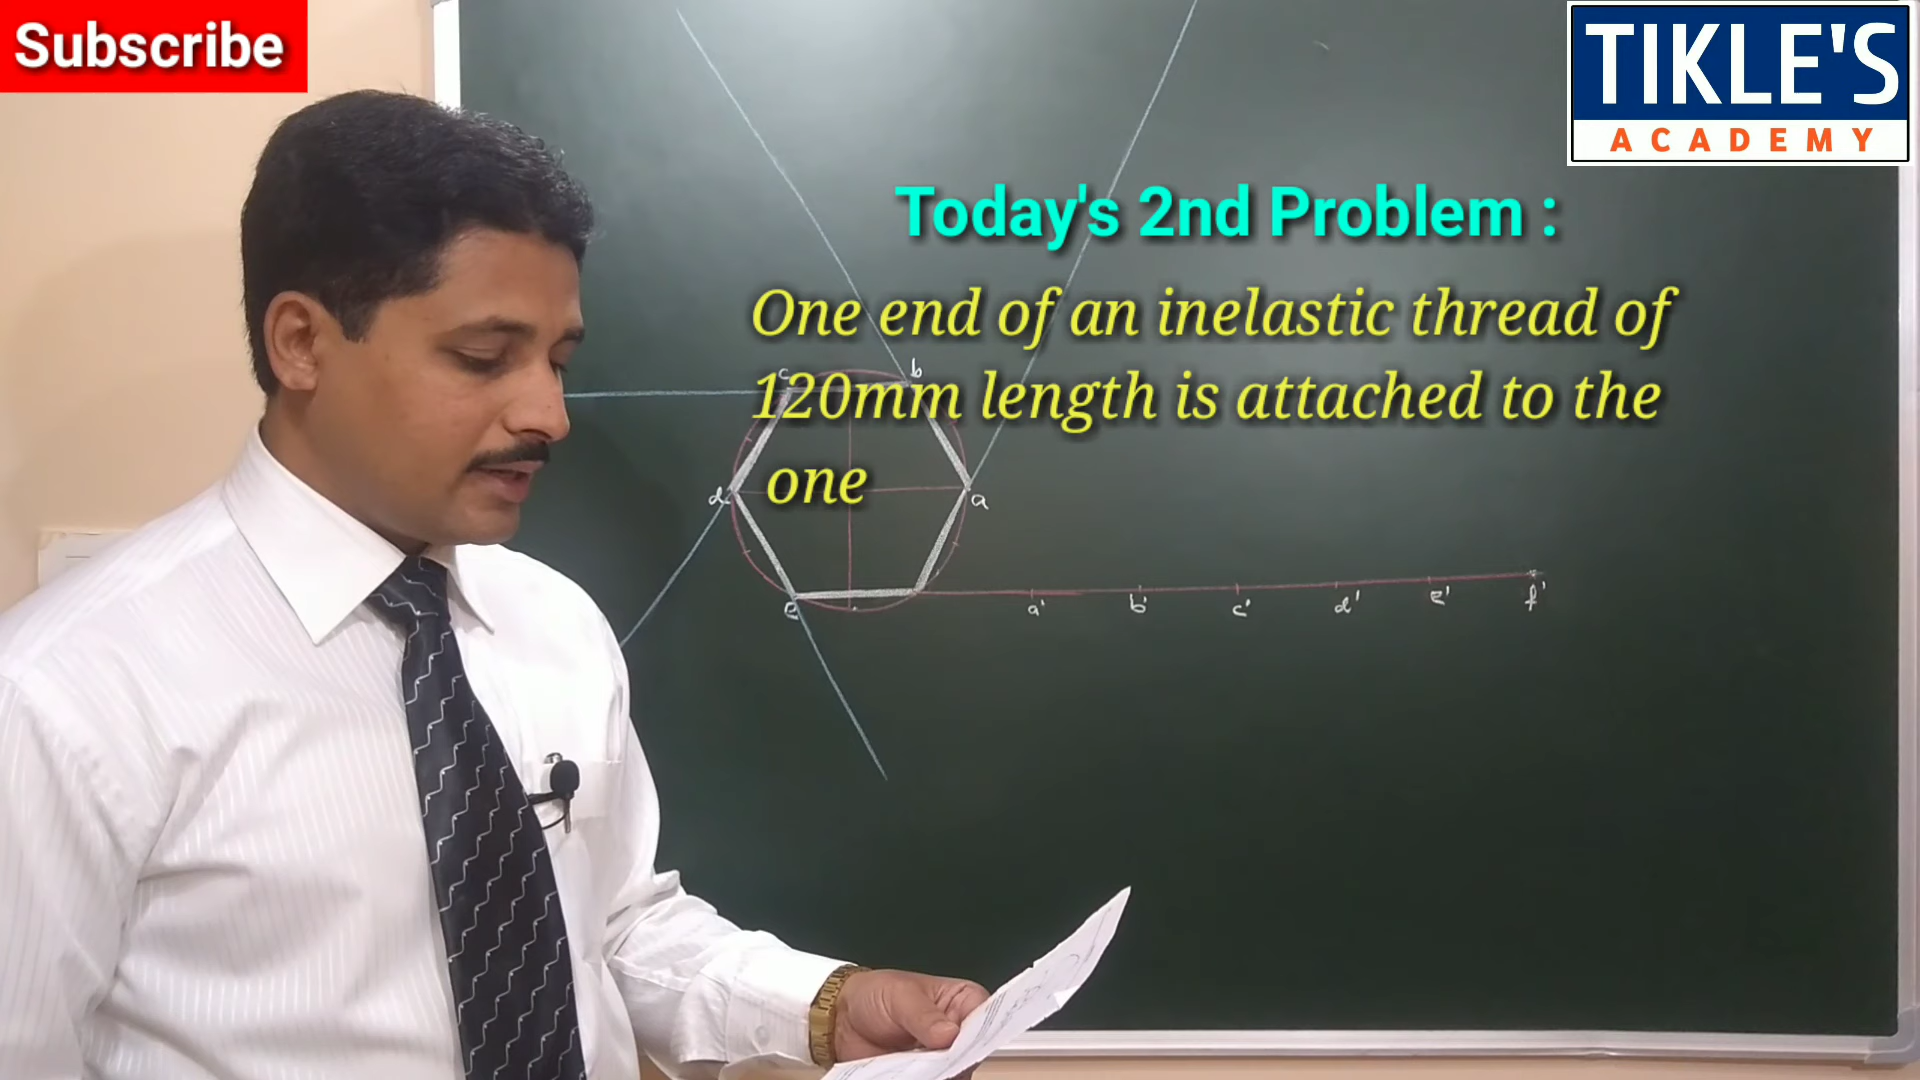 Subscribe
TIKLE'S
ACADEMY
Today's 2nd Problem :
One end of an inelastic thread of
120mm length is attached to the
one
c b
d a
e a' b' c' d' e' f'